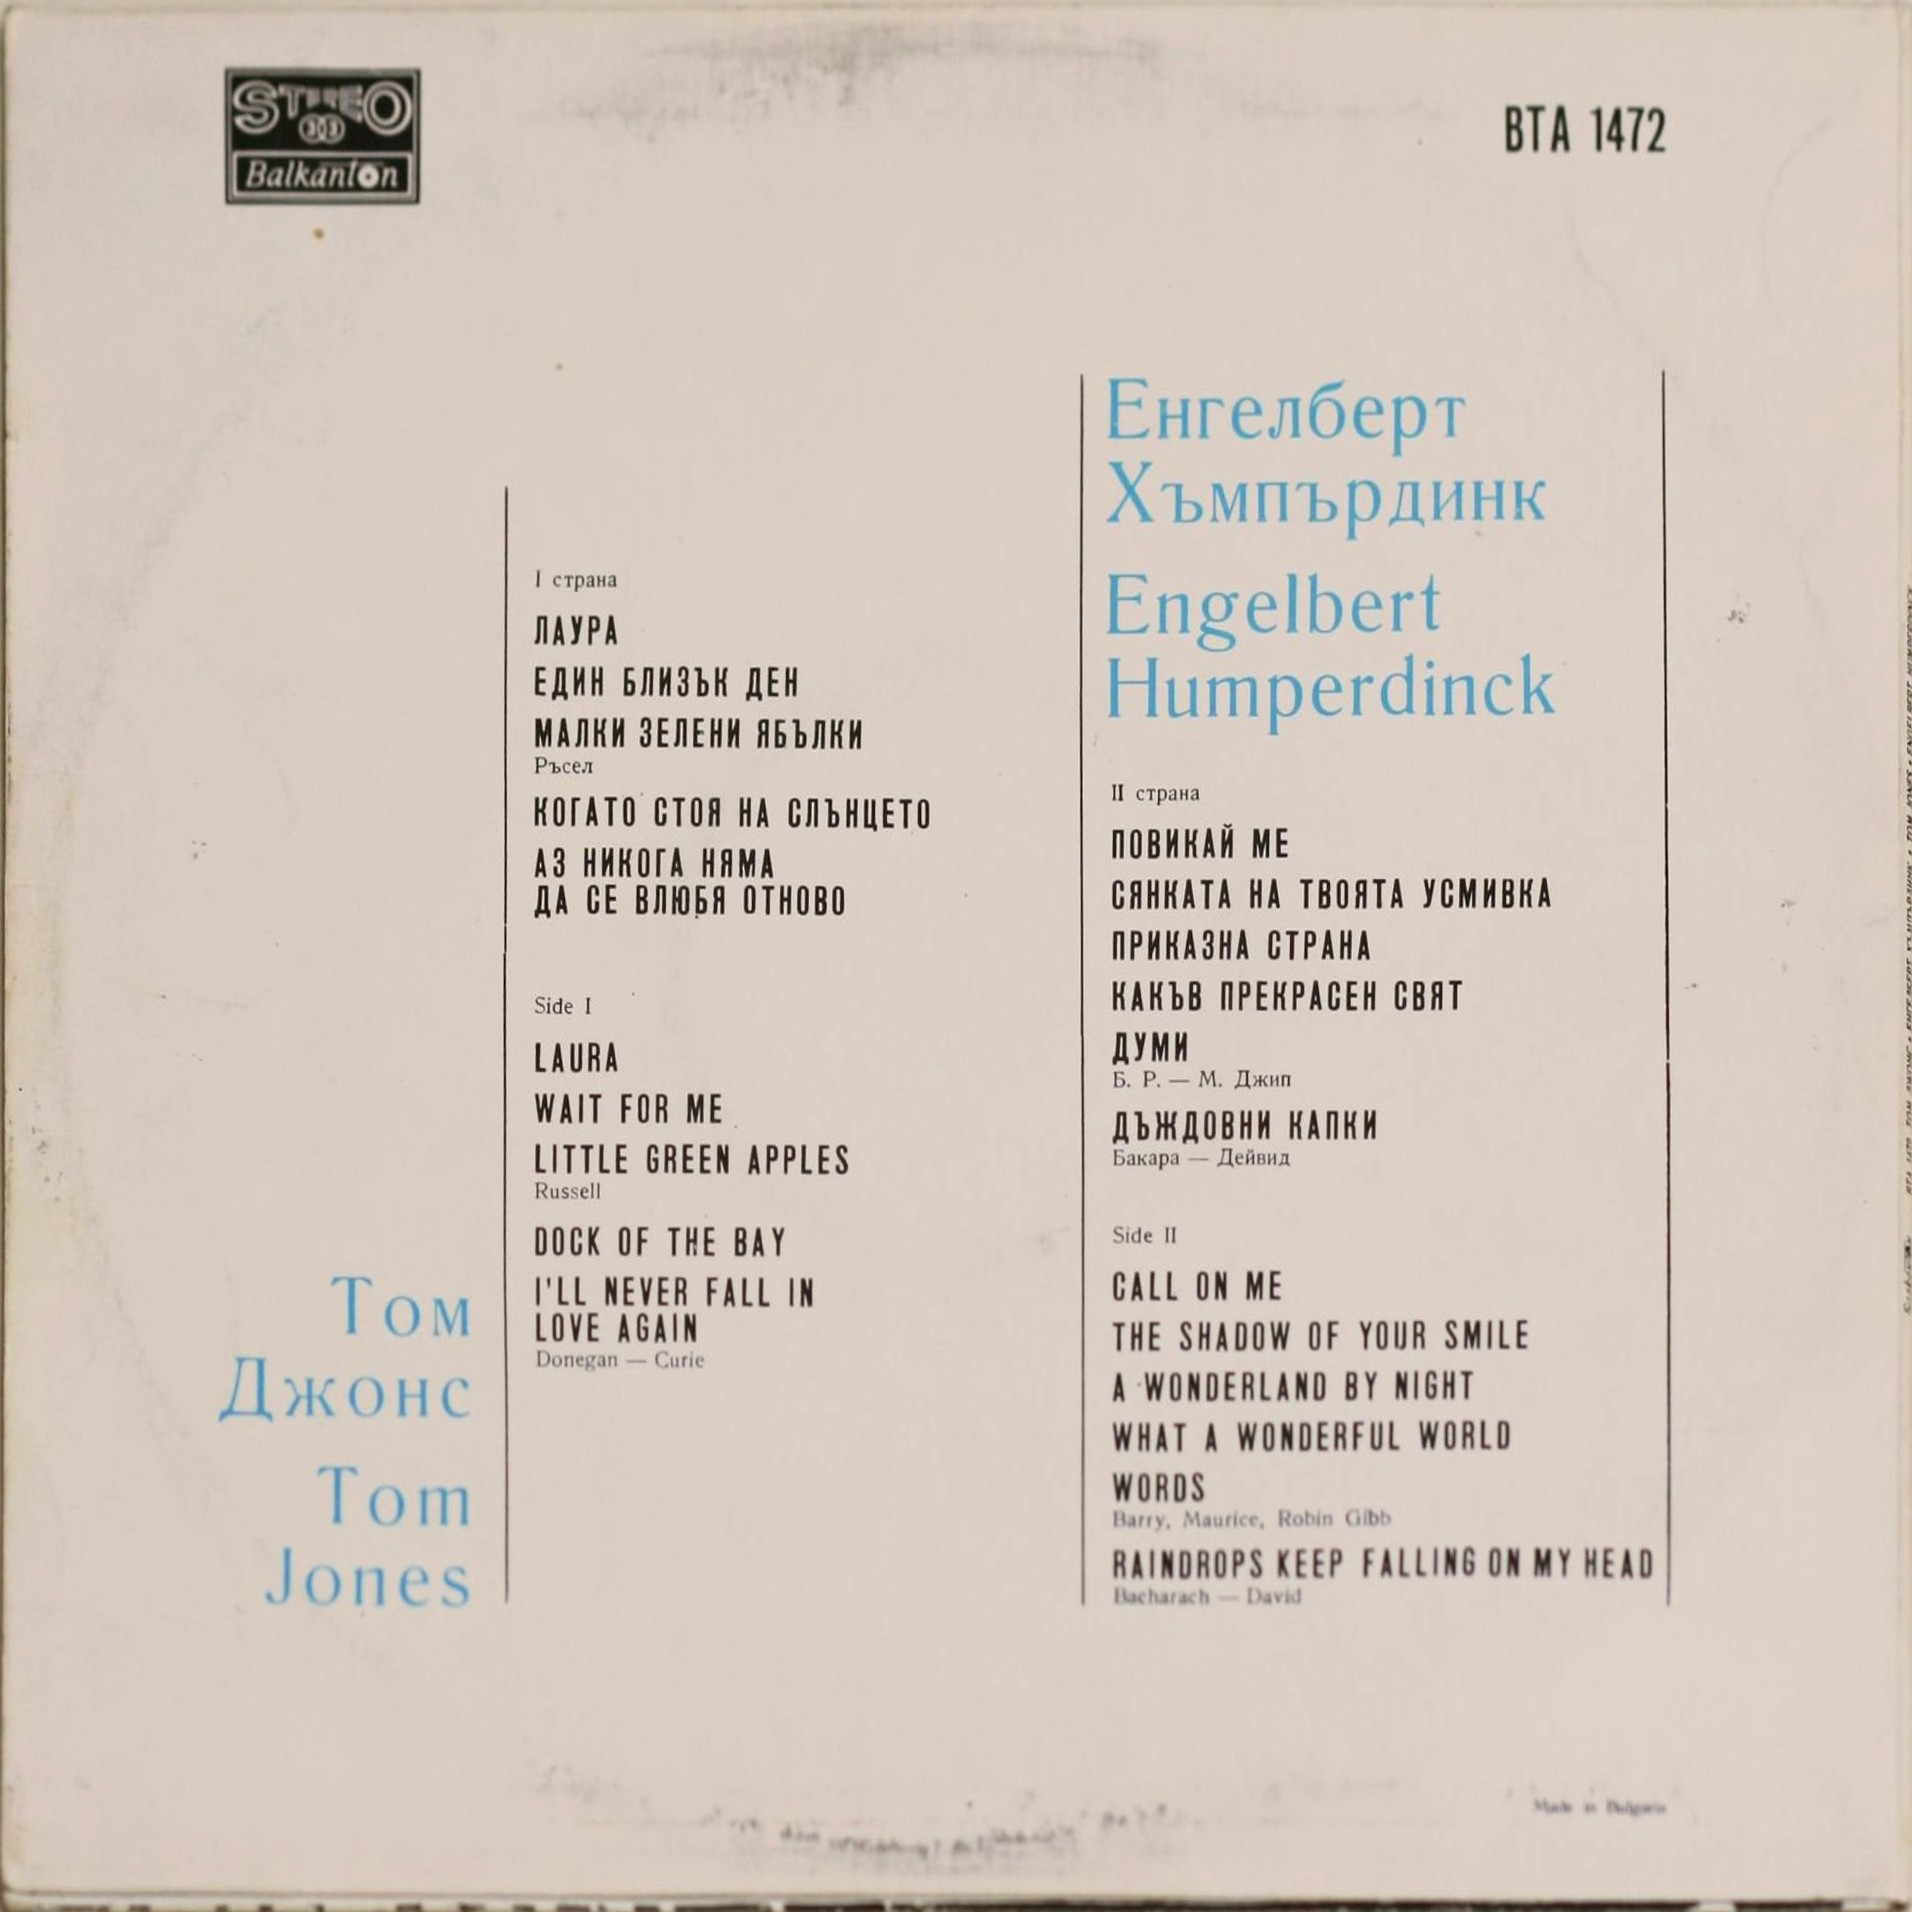 STEREO
33
Balkanton
BTA 1472
I страна
ЛАУРА
ЕДИН БЛИЗЪК ДЕН
МАЛКИ ЗЕЛЕНИ ЯБЪЛКИ
Ръсел
КОГАТО СТОЯ НА СЛЪНЦЕТО
АЗ НИКОГА НЯМА
ДА СЕ ВЛЮБЯ ОТНОВО
Side I
LAURA
WAIT FOR ME
LITTLE GREEN APPLES
Russell
DOCK OF THE BAY
I'LL NEVER FALL IN
LOVE AGAIN
Donegan — Curie
Том
Джонс
Tom
Jones
Енгелберт
Хъмпърдинк
Engelbert
Humperdinck
II страна
ПОВИКАЙ МЕ
СЯНКАТА НА ТВОЯТА УСМИВКА
ПРИКАЗНА СТРАНА
КАКЪВ ПРЕКРАСЕН СВЯТ
ДУМИ
Б. Р. — М. Джип
ДЪЖДОВНИ КАПКИ
Бакара — Дейвид
Side II
CALL ON ME
THE SHADOW OF YOUR SMILE
A WONDERLAND BY NIGHT
WHAT A WONDERFUL WORLD
WORDS
Barry, Maurice, Robin Gibb
RAINDROPS KEEP FALLING ON MY HEAD
Bacharach — David
Made in Bulgaria